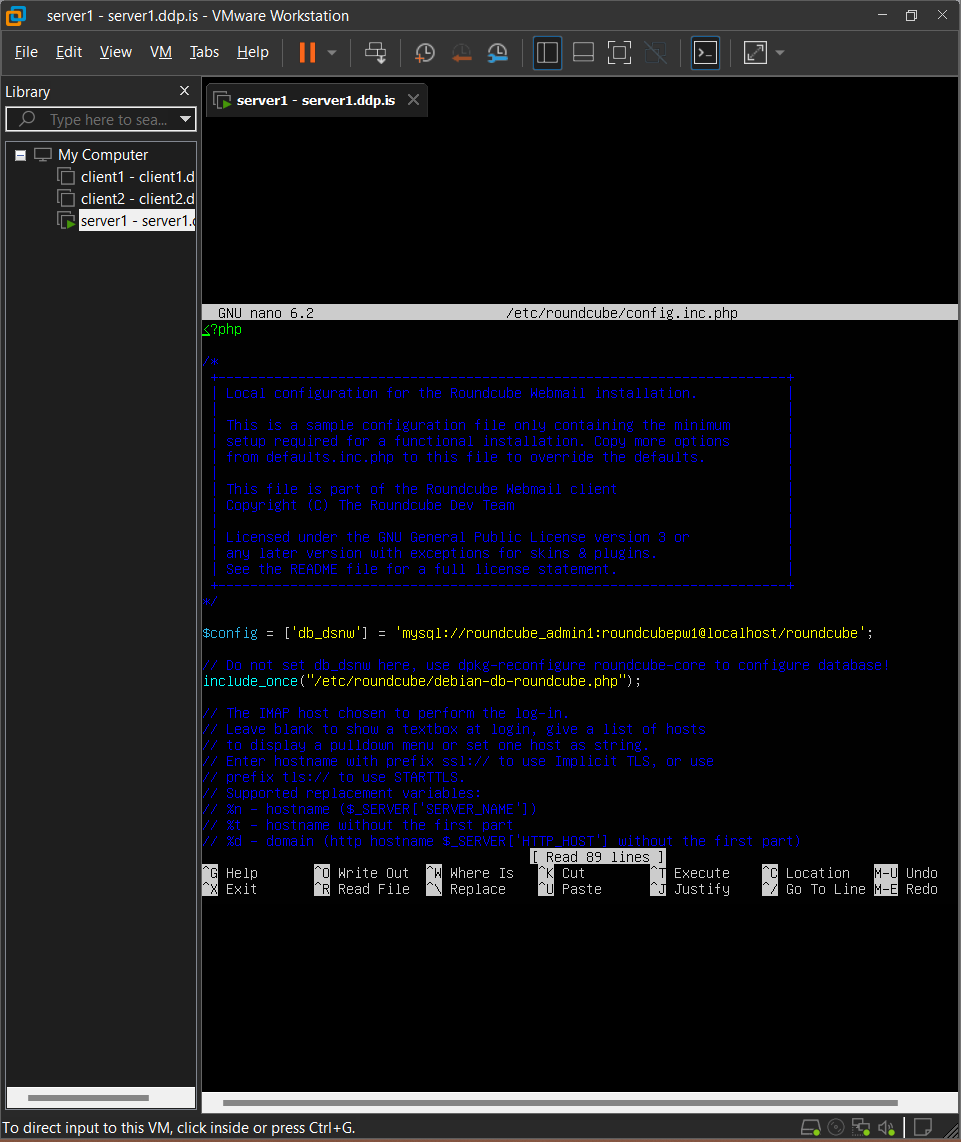 server1 - server1.ddp.is - VMware Workstation
File Edit View VM Tabs Help
Library
Type here to sea...
My Computer
client1 - client1.d
client2 - client2.d
server1 - server1.
server1 - server1.ddp.is
GNU nano 6.2 /etc/roundcube/config.inc.php
<?php
/*
+-----------------------------------------------------------------------+
| Local configuration for the Roundcube Webmail installation. |
| |
| This is a sample configuration file only containing the minimum |
| setup required for a functional installation. Copy more options |
| from defaults.inc.php to this file to override the defaults. |
| |
| This file is part of the Roundcube Webmail client |
| Copyright (C) The Roundcube Dev Team |
| |
| Licensed under the GNU General Public License version 3 or |
| any later version with exceptions for skins & plugins. |
| See the README file for a full license statement. |
+-----------------------------------------------------------------------+
*/
$config = ['db_dsnw'] = 'mysql://roundcube_admin1:roundcubepw1@localhost/roundcube';
// Do not set db_dsnw here, use dpkg-reconfigure roundcube-core to configure database!
include_once("/etc/roundcube/debian-db-roundcube.php");
// The IMAP host chosen to perform the log-in.
// Leave blank to show a textbox at login, give a list of hosts
// to display a pulldown menu or set one host as string.
// Enter hostname with prefix ssl:// to use Implicit TLS, or use
// prefix tls:// to use STARTTLS.
// Supported replacement variables:
// %n - hostname ($_SERVER['SERVER_NAME'])
// %t - hostname without the first part
// %d - domain (http hostname $_SERVER['HTTP_HOST'] without the first part)
[ Read 89 lines ]
^G Help ^O Write Out ^W Where Is ^K Cut ^T Execute ^C Location M-U Undo
^X Exit ^R Read File ^\ Replace ^U Paste ^J Justify ^/ Go To Line M-E Redo
To direct input to this VM, click inside or press Ctrl+G.